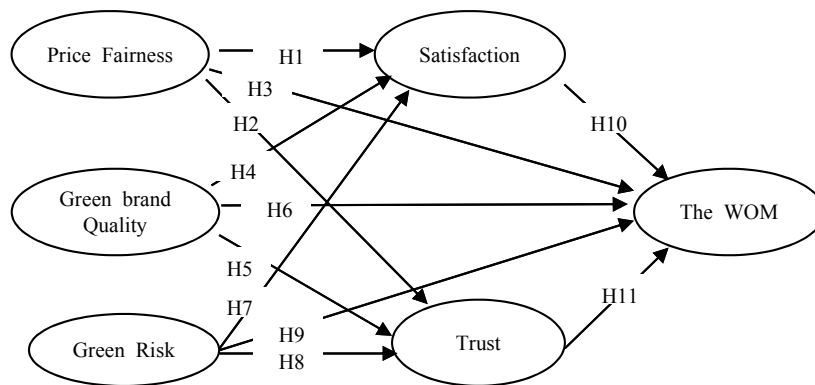 Price Fairness
H1
Satisfaction
H3
H2
H10
Green brand
Quality
H4
H6
The WOM
H5
H7
H11
Green Risk
H9
H8
Trust